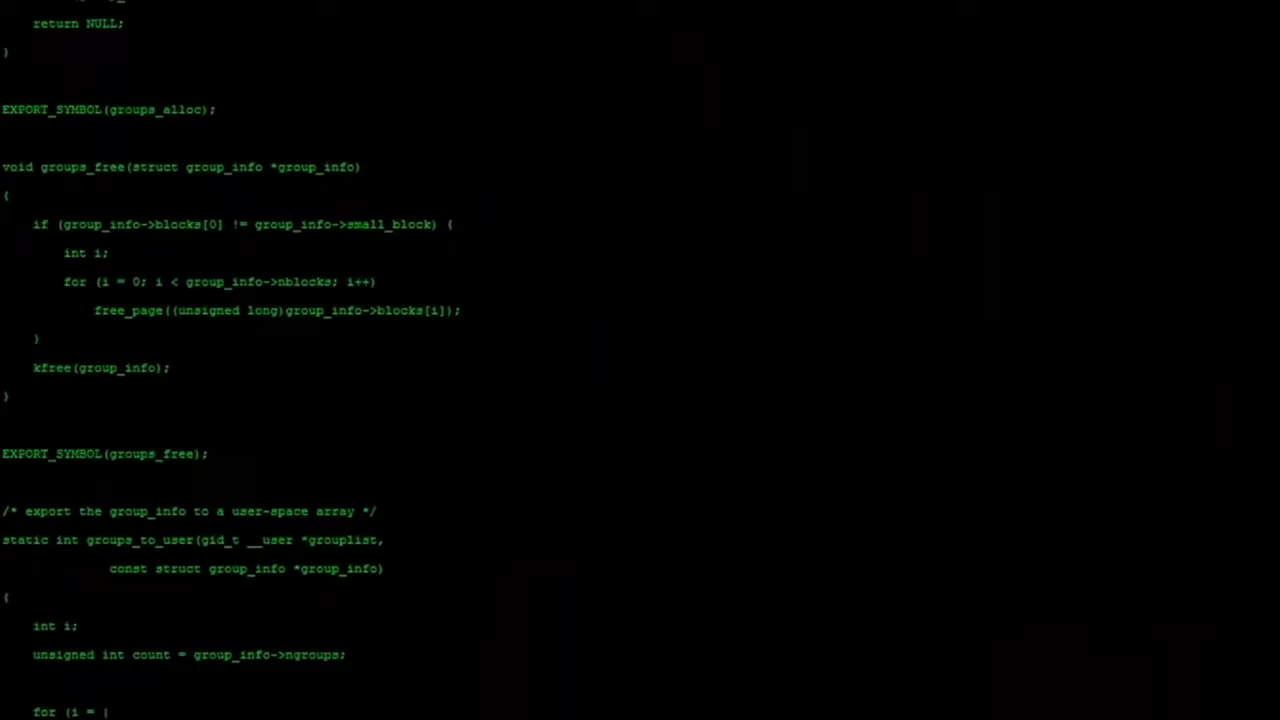 return NULL;
}
EXPORT_SYMBOL(groups_alloc);
void groups_free(struct group_info *group_info)
{
if (group_info->blocks[0] != group_info->small_block) {
int i;
for (i = 0; i < group_info->nblocks; i++)
free_page((unsigned long)group_info->blocks[i]);
}
kfree(group_info);
}
EXPORT_SYMBOL(groups_free);
/* export the group_info to a user-space array */
static int groups_to_user(gid_t __user *grouplist,
const struct group_info *group_info)
{
int i;
unsigned int count = group_info->ngroups;
for (i = |